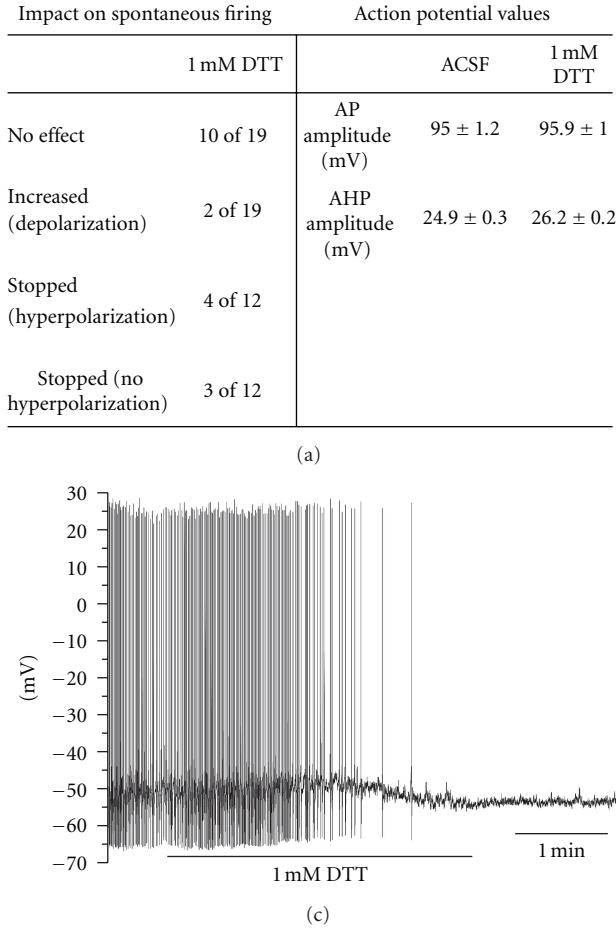 Impact on spontaneous firing Action potential values
1 mM DTT ACSF 1 mM DTT
No effect 10 of 19 AP amplitude (mV) 95 ± 1.2 95.9 ± 1
Increased (depolarization) 2 of 19 AHP amplitude (mV) 24.9 ± 0.3 26.2 ± 0.2
Stopped (hyperpolarization) 4 of 12
Stopped (no hyperpolarization) 3 of 12
(a)
30
20
10
0
−10
−20
−30
−40
−50
−60
−70
(mV)
1 min
1 mM DTT
(c)